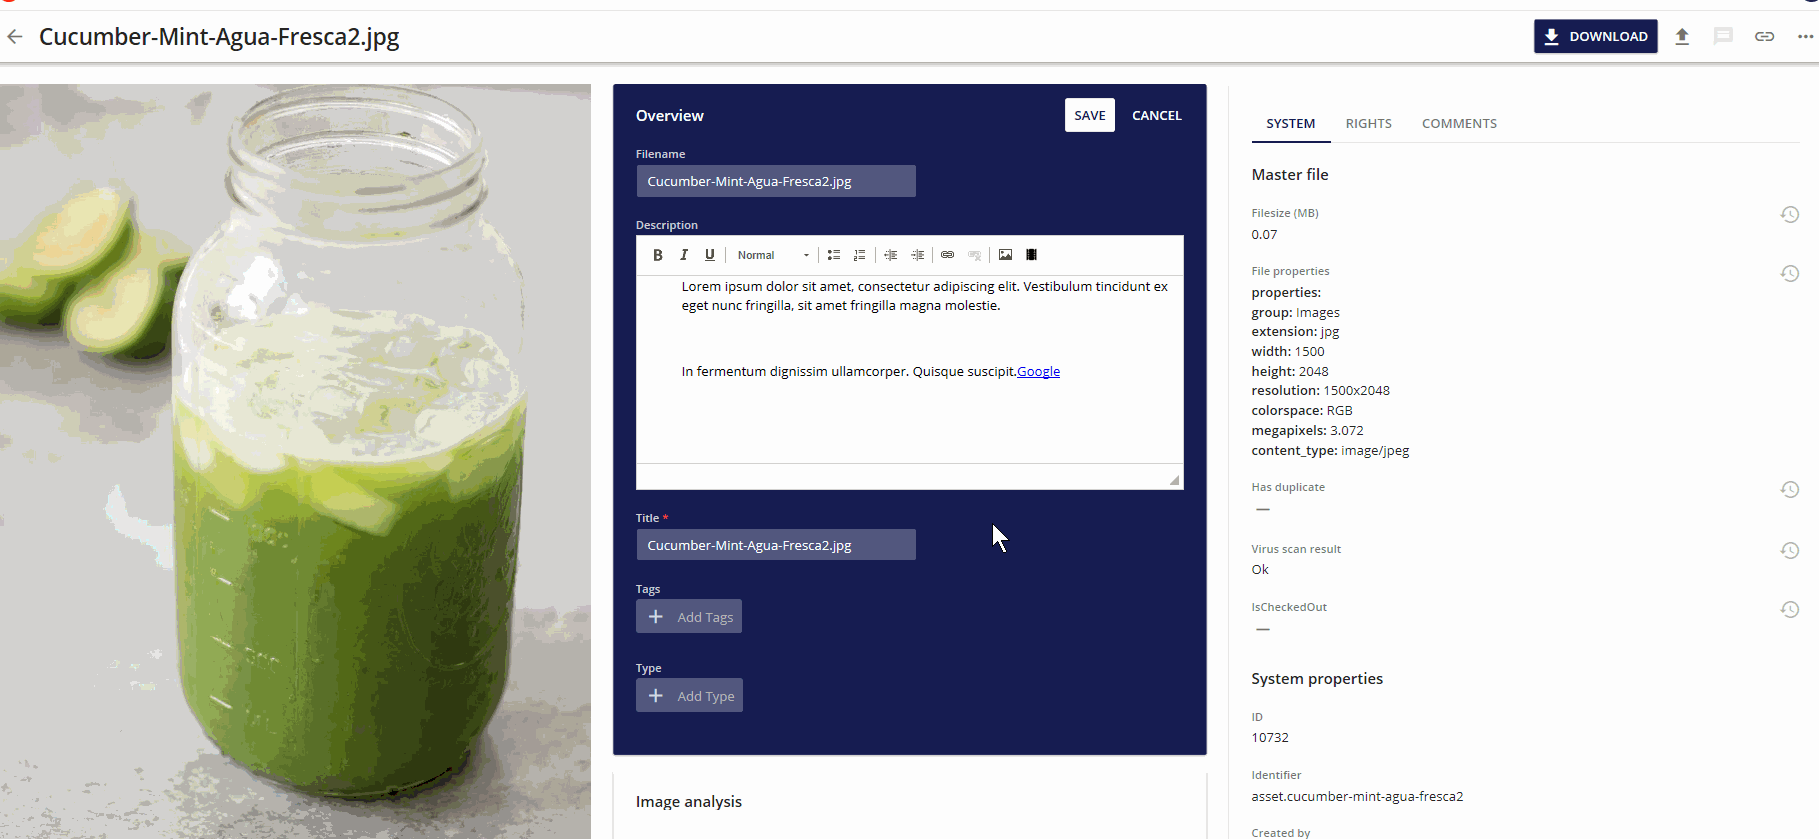 Cucumber-Mint-Agua-Fresca2.jpg
DOWNLOAD
Overview
SAVE
CANCEL
Filename
Cucumber-Mint-Agua-Fresca2.jpg
Description
B I U Normal
Lorem ipsum dolor sit amet, consectetur adipiscing elit. Vestibulum tincidunt ex
eget nunc fringilla, sit amet fringilla magna molestie.
In fermentum dignissim ullamcorper. Quisque suscipit.Google
Title *
Cucumber-Mint-Agua-Fresca2.jpg
Tags
+ Add Tags
Type
+ Add Type
Image analysis
SYSTEM RIGHTS COMMENTS
Master file
Filesize (MB)
0.07
File properties
properties:
group: Images
extension: jpg
width: 1500
height: 2048
resolution: 1500x2048
colorspace: RGB
megapixels: 3.072
content_type: image/jpeg
Has duplicate
—
Virus scan result
Ok
IsCheckedOut
—
System properties
ID
10732
Identifier
asset.cucumber-mint-agua-fresca2
Created by